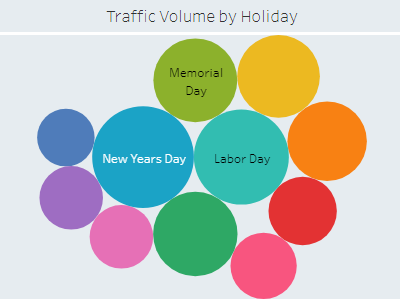 Traffic Volume by Holiday
Memorial
Day
New Years Day
Labor Day